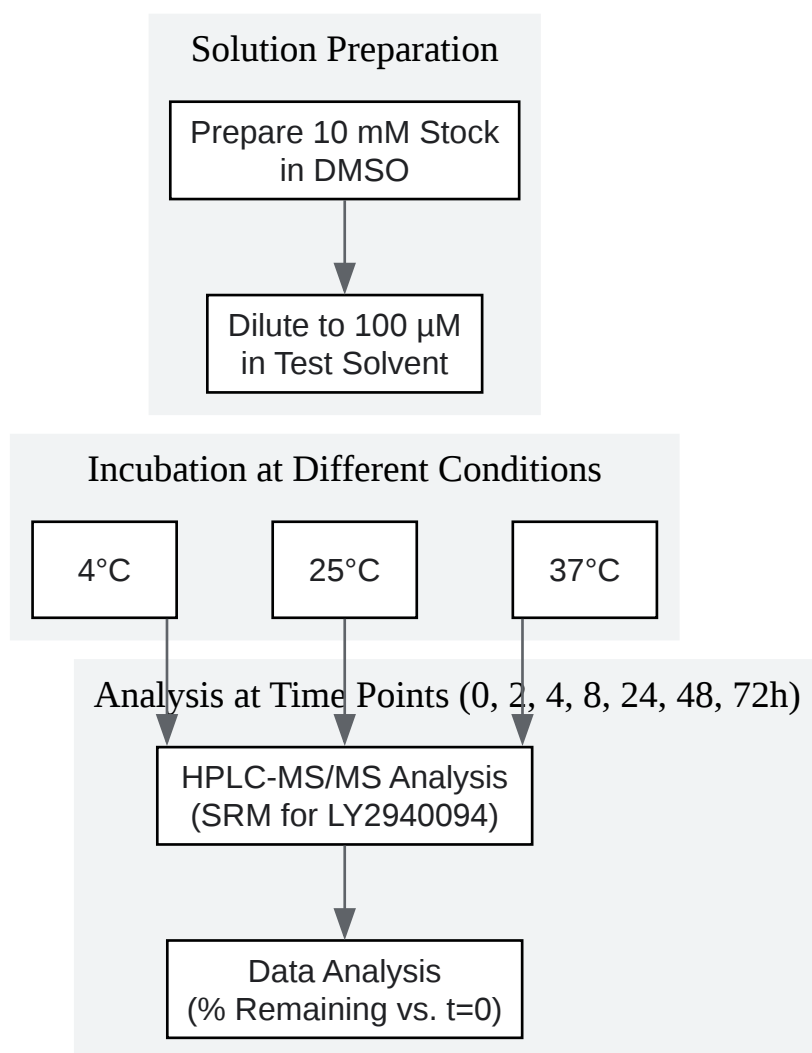 Solution Preparation
Prepare 10 mM Stock
in DMSO
Dilute to 100 µM
in Test Solvent
Incubation at Different Conditions
4°C
25°C
37°C
Analysis at Time Points (0, 2, 4, 8, 24, 48, 72h)
HPLC-MS/MS Analysis
(SRM for LY2940094)
Data Analysis
(% Remaining vs. t=0)